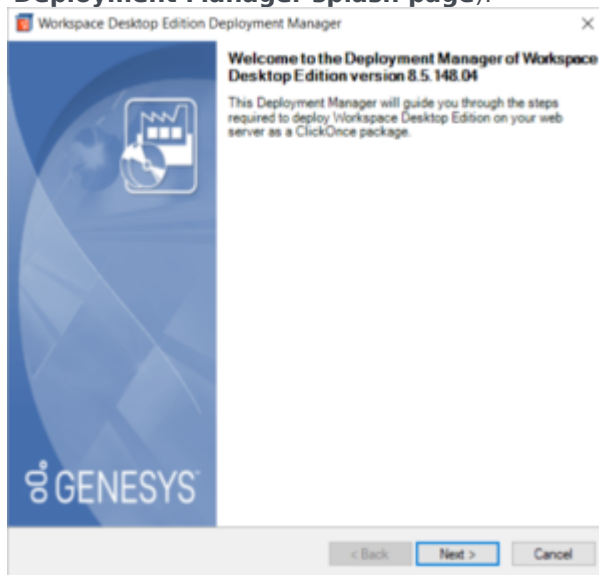 Deployment Manager splash page).
Workspace Desktop Edition Deployment Manager
Welcome to the Deployment Manager of Workspace
Desktop Edition version 8.5.148.04
This Deployment Manager will guide you through the steps
required to deploy Workspace Desktop Edition on your web
server as a ClickOnce package.
GENESYS
< Back
Next >
Cancel